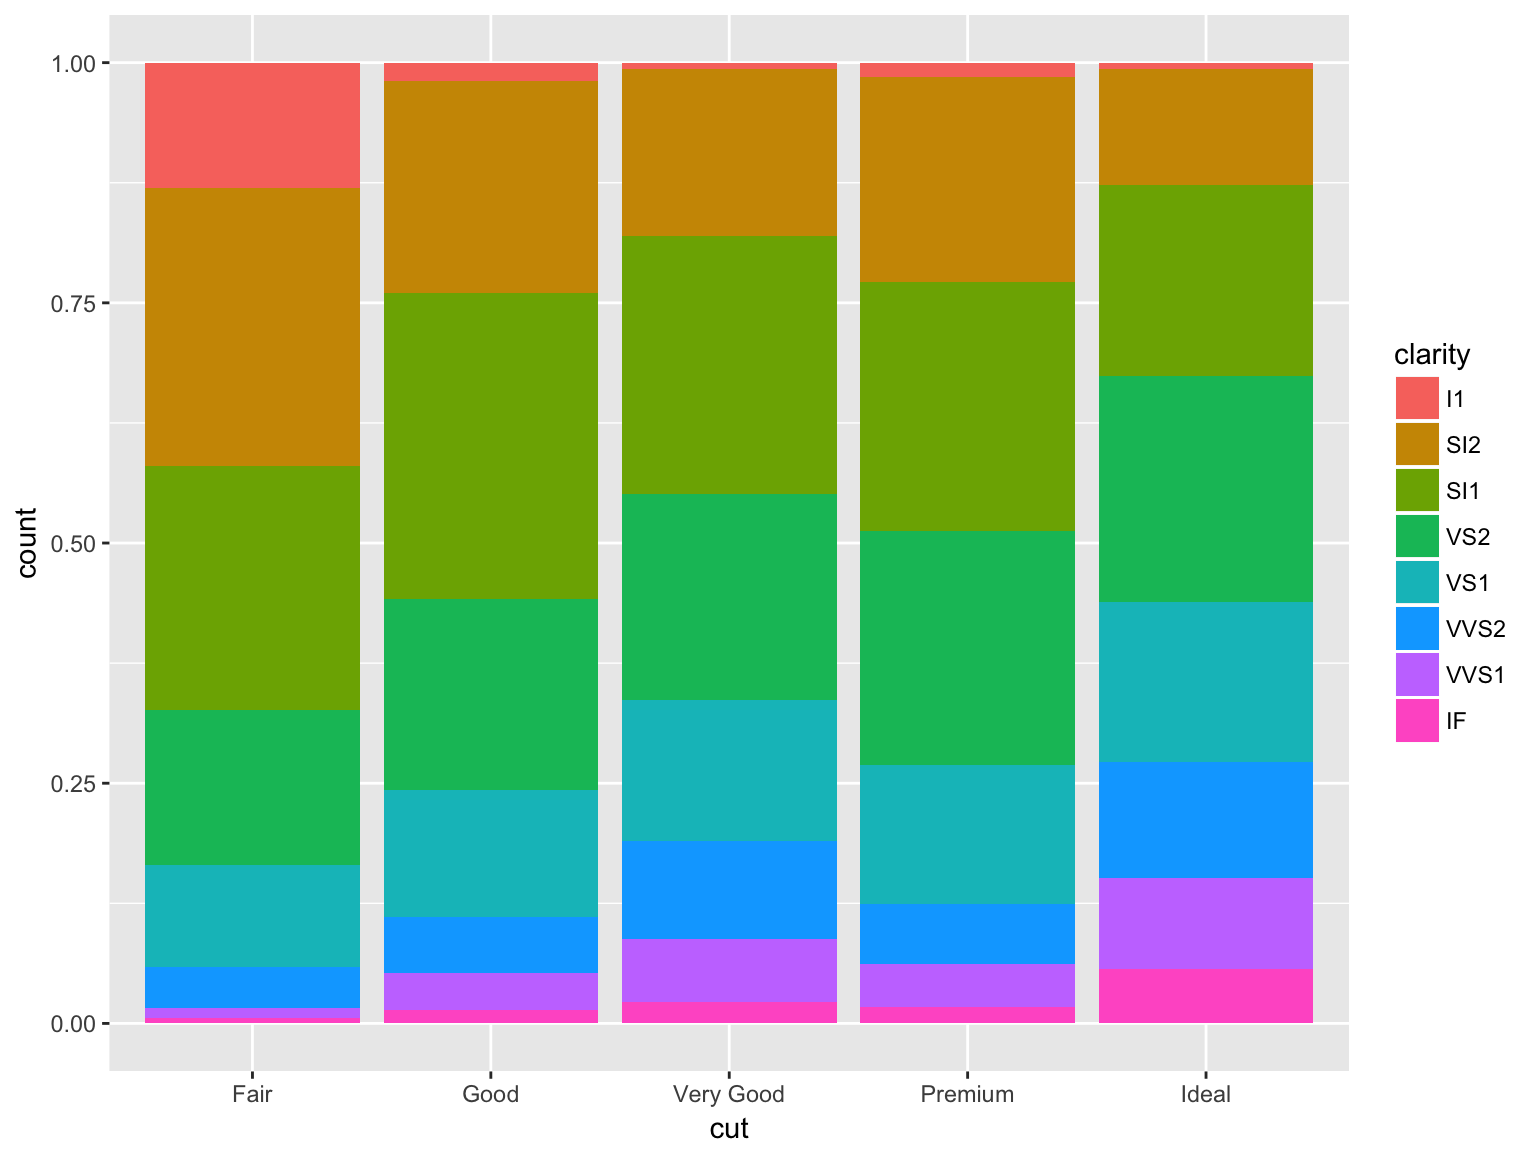 1.00
0.75
0.50
0.25
0.00
count
Fair
Good
Very Good
Premium
Ideal
cut
clarity
I1
SI2
SI1
VS2
VS1
VVS2
VVS1
IF